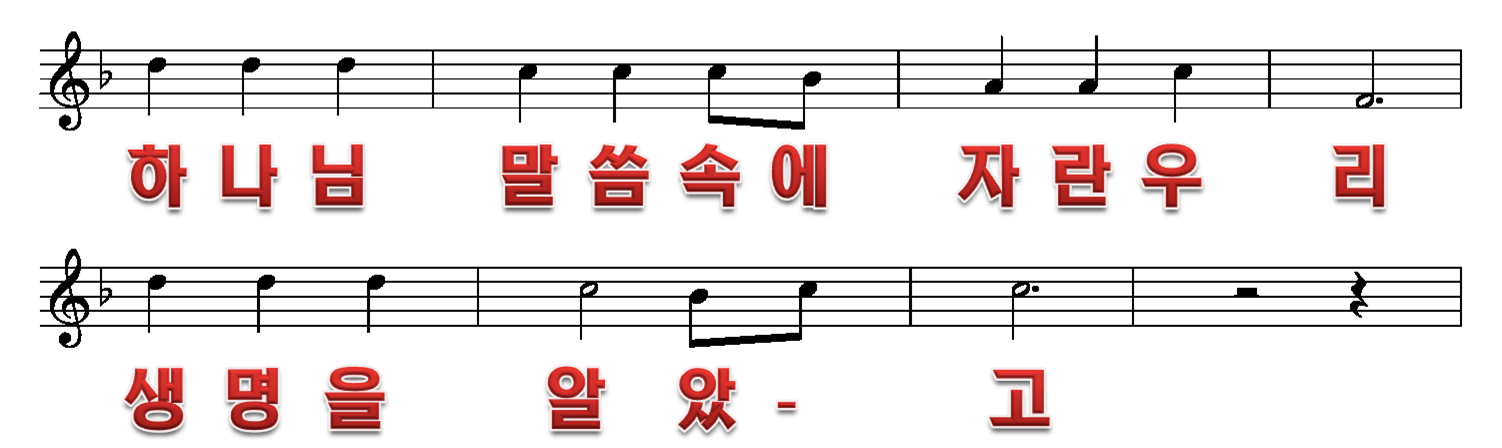 하 나 님 말 씀 속 에 자 란 우 리
생 명 을 알 았 - 고